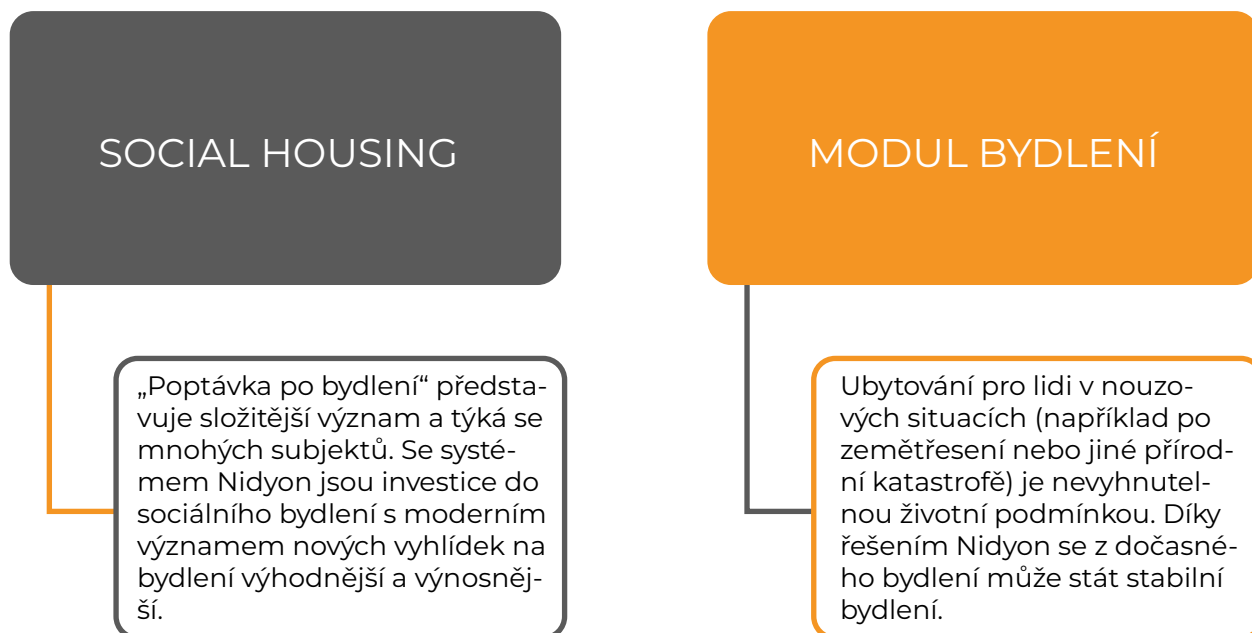 SOCIAL HOUSING
„Poptávka po bydlení“ předsta-
vuje složitější význam a týká se
mnohých subjektů. Se systé-
mem Nidyon jsou investice do
sociálního bydlení s moderním
významem nových vyhlídek na
bydlení výhodnější a výnosněj-
ší.
MODUL BYDLENÍ
Ubytování pro lidi v nouzo-
vých situacích (například po
zemětřesení nebo jiné přírod-
ní katastrofě) je nevyhnutel-
nou životní podmínkou. Díky
řešením Nidyon se z dočasné-
ho bydlení může stát stabilní
bydlení.